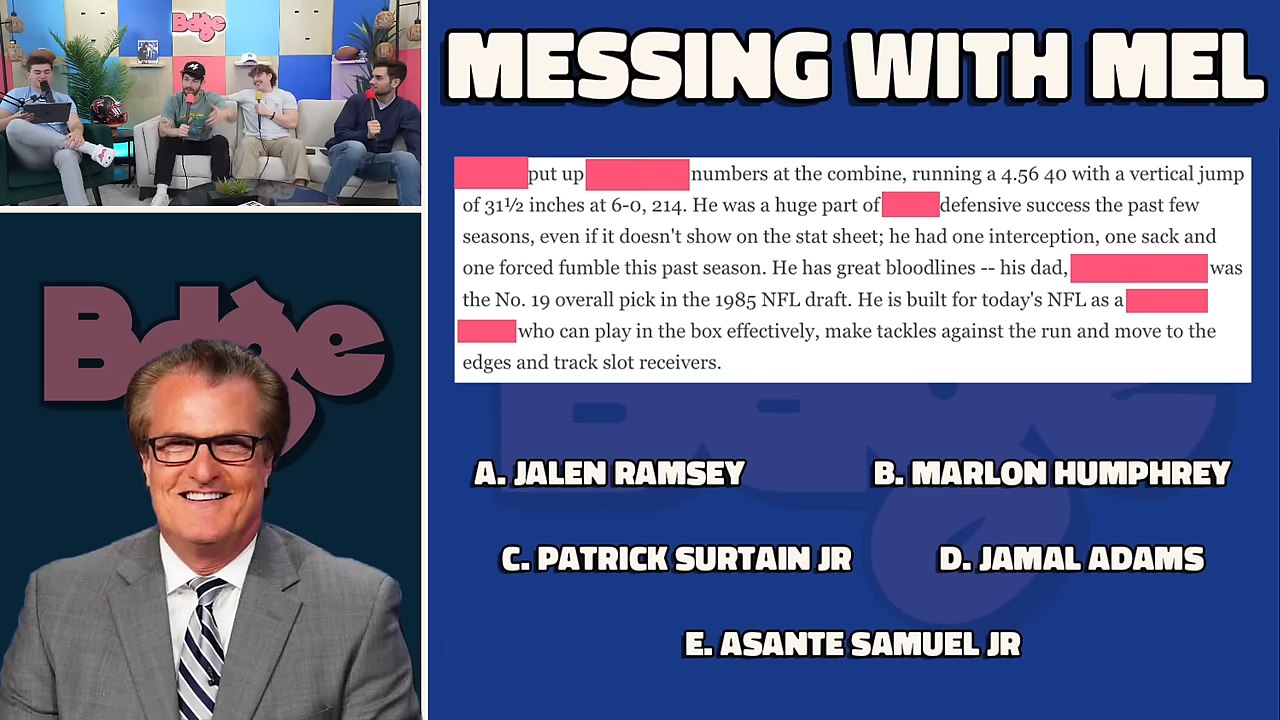 Bdge
MESSING WITH MEL
put up numbers at the combine, running a 4.56 40 with a vertical jump
of 31½ inches at 6-0, 214. He was a huge part of defensive success the past few
seasons, even if it doesn't show on the stat sheet; he had one interception, one sack and
one forced fumble this past season. He has great bloodlines -- his dad, was
the No. 19 overall pick in the 1985 NFL draft. He is built for today's NFL as a
who can play in the box effectively, make tackles against the run and move to the
edges and track slot receivers.
Bdge
Bdge
A. JALEN RAMSEY
B. MARLON HUMPHREY
C. PATRICK SURTAIN JR
D. JAMAL ADAMS
E. ASANTE SAMUEL JR